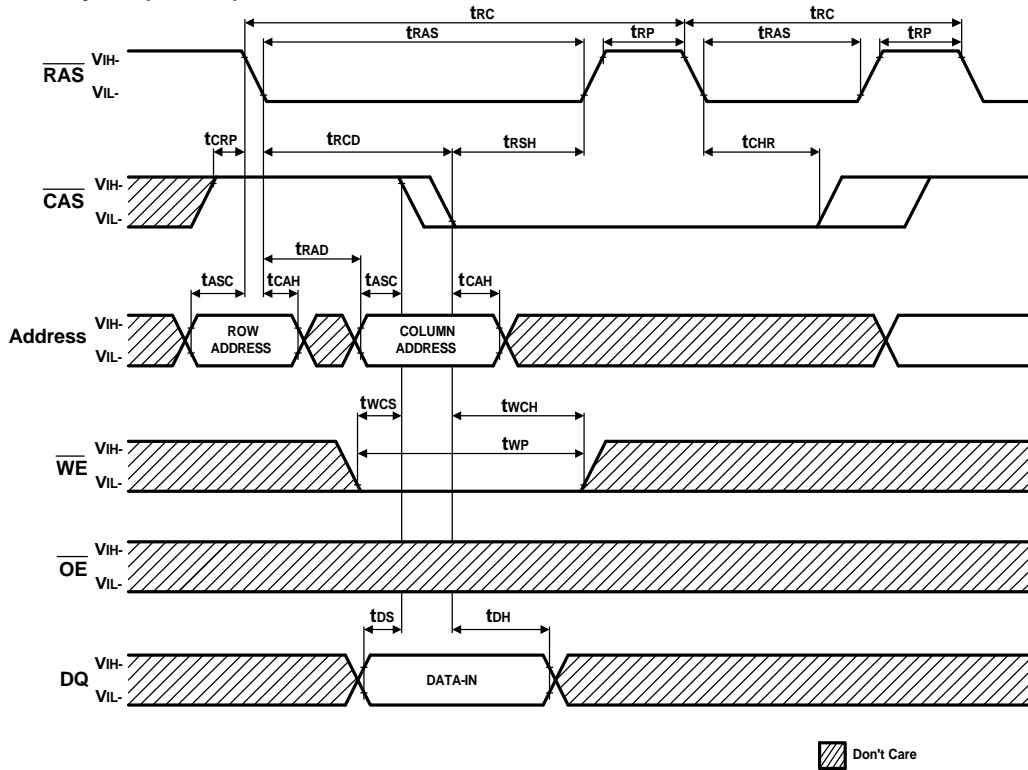 tRC tRC
tRAS tRP tRAS tRP
RAS VIH-
VIL-
tCRP tRCD tRSH tCHR
CAS VIH-
VIL-
tRAD
tASC tCAH tASC tCAH
Address VIH-
VIL-
ROW
ADDRESS
COLUMN
ADDRESS
tWCS tWCH
tWP
WE VIH-
VIL-
OE VIH-
VIL-
tDS tDH
DQ VIH-
VIL-
DATA-IN
Don't Care